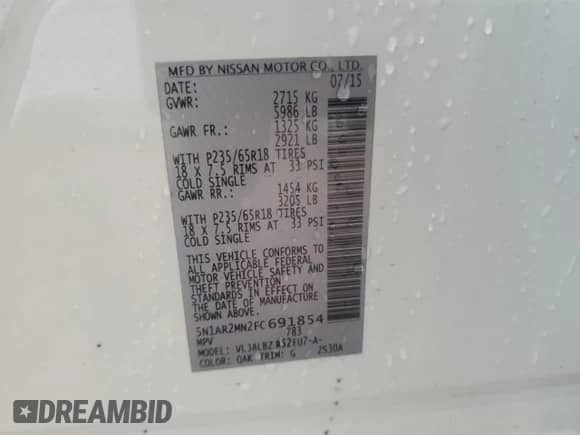 MFD BY NISSAN MOTOR CO., LTD.
DATE: 07/15
GVWR: 2715 KG
5986 LB
GAWR FR.: 1325 KG
2921 LB
WITH P235/65R18 TIRES
18 X 7.5 RIMS AT 33 PSI
COLD SINGLE
GAWR RR.: 1454 KG
3205 LB
WITH P235/65R18 TIRES
18 X 7.5 RIMS AT 33 PSI
COLD SINGLE
THIS VEHICLE CONFORMS TO
ALL APPLICABLE FEDERAL
MOTOR VEHICLE SAFETY AND
THEFT PREVENTION
STANDARDS IN EFFECT ON
THE DATE OF MANUFACTURE
5N1AR2MN2FC691854
MPV 783
MODEL:
COLOR: QAK TRIM: G 2S30A
DREAMBID